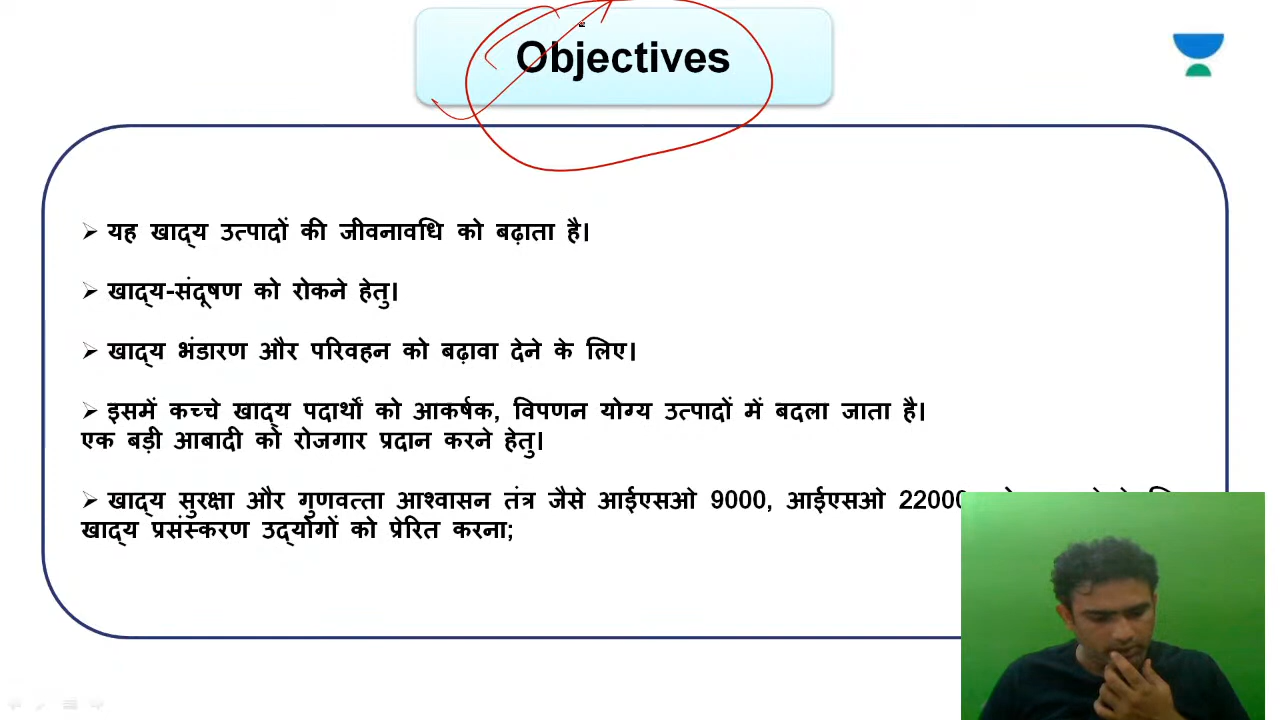 Objectives
➢ यह खाद्य उत्पादों की जीवनावधि को बढ़ाता है।
➢ खाद्य-संदूषण को रोकने हेतु।
➢ खाद्य भंडारण और परिवहन को बढ़ावा देने के लिए।
➢ इसमें कच्चे खाद्य पदार्थों को आकर्षक, विपणन योग्य उत्पादों में बदला जाता है।
एक बड़ी आबादी को रोजगार प्रदान करने हेतु।
➢ खाद्य सुरक्षा और गुणवत्ता आश्वासन तंत्र जैसे आईएसओ 9000, आईएसओ 22000
खाद्य प्रसंस्करण उद्योगों को प्रेरित करना;